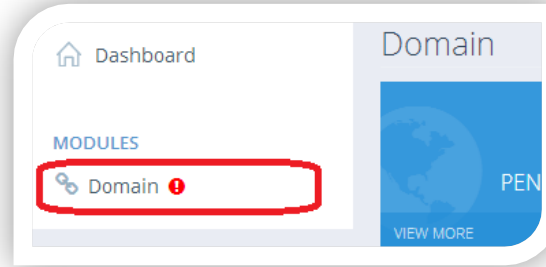 Dashboard
MODULES
Domain
Domain
PEN
VIEW MORE